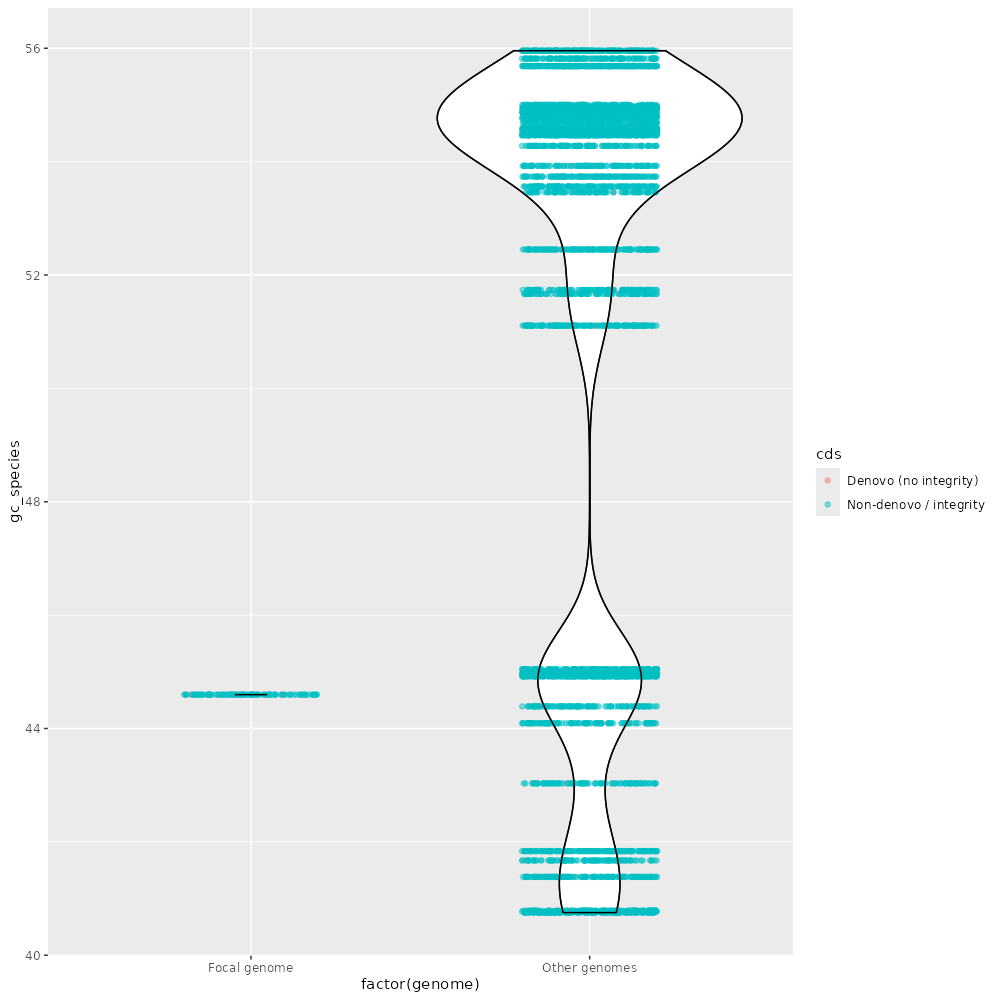 56
52
48
44
40
gc_species
Focal genome
Other genomes
factor(genome)
cds
Denovo (no integrity)
Non-denovo / integrity